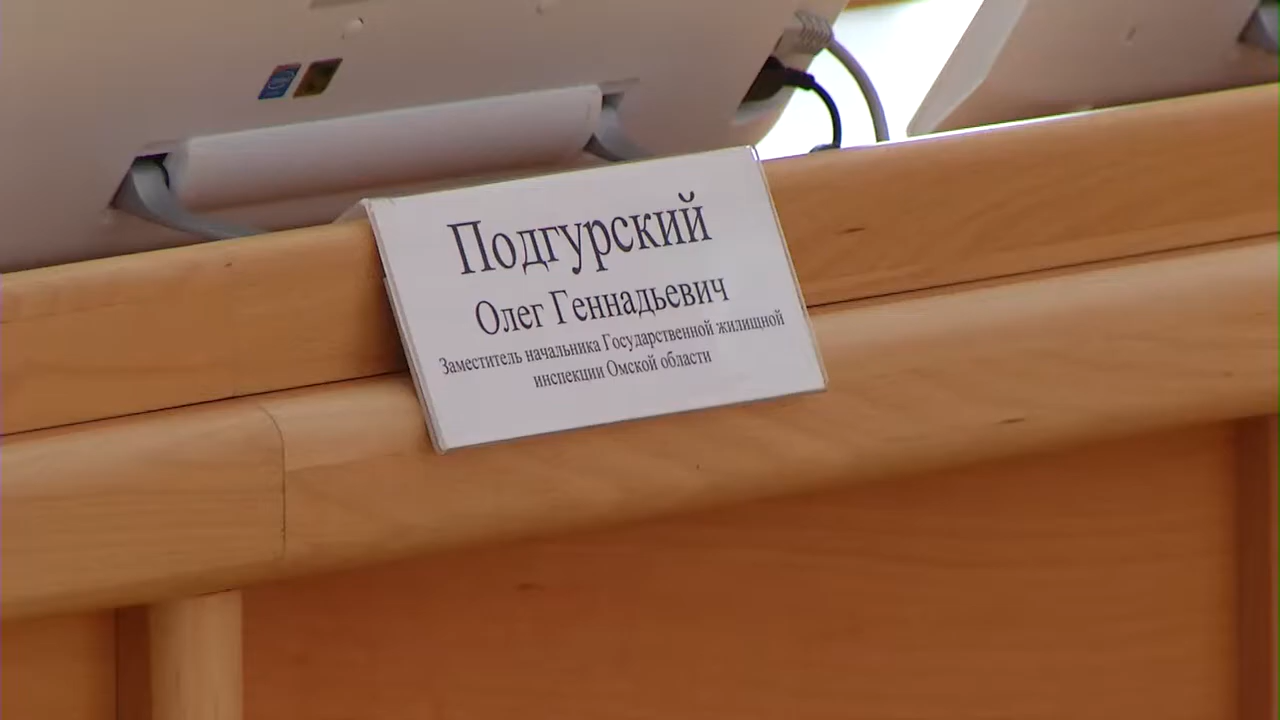 Подгурский
Олег Геннадьевич
Заместитель начальника Государственной жилищной
инспекции Омской области